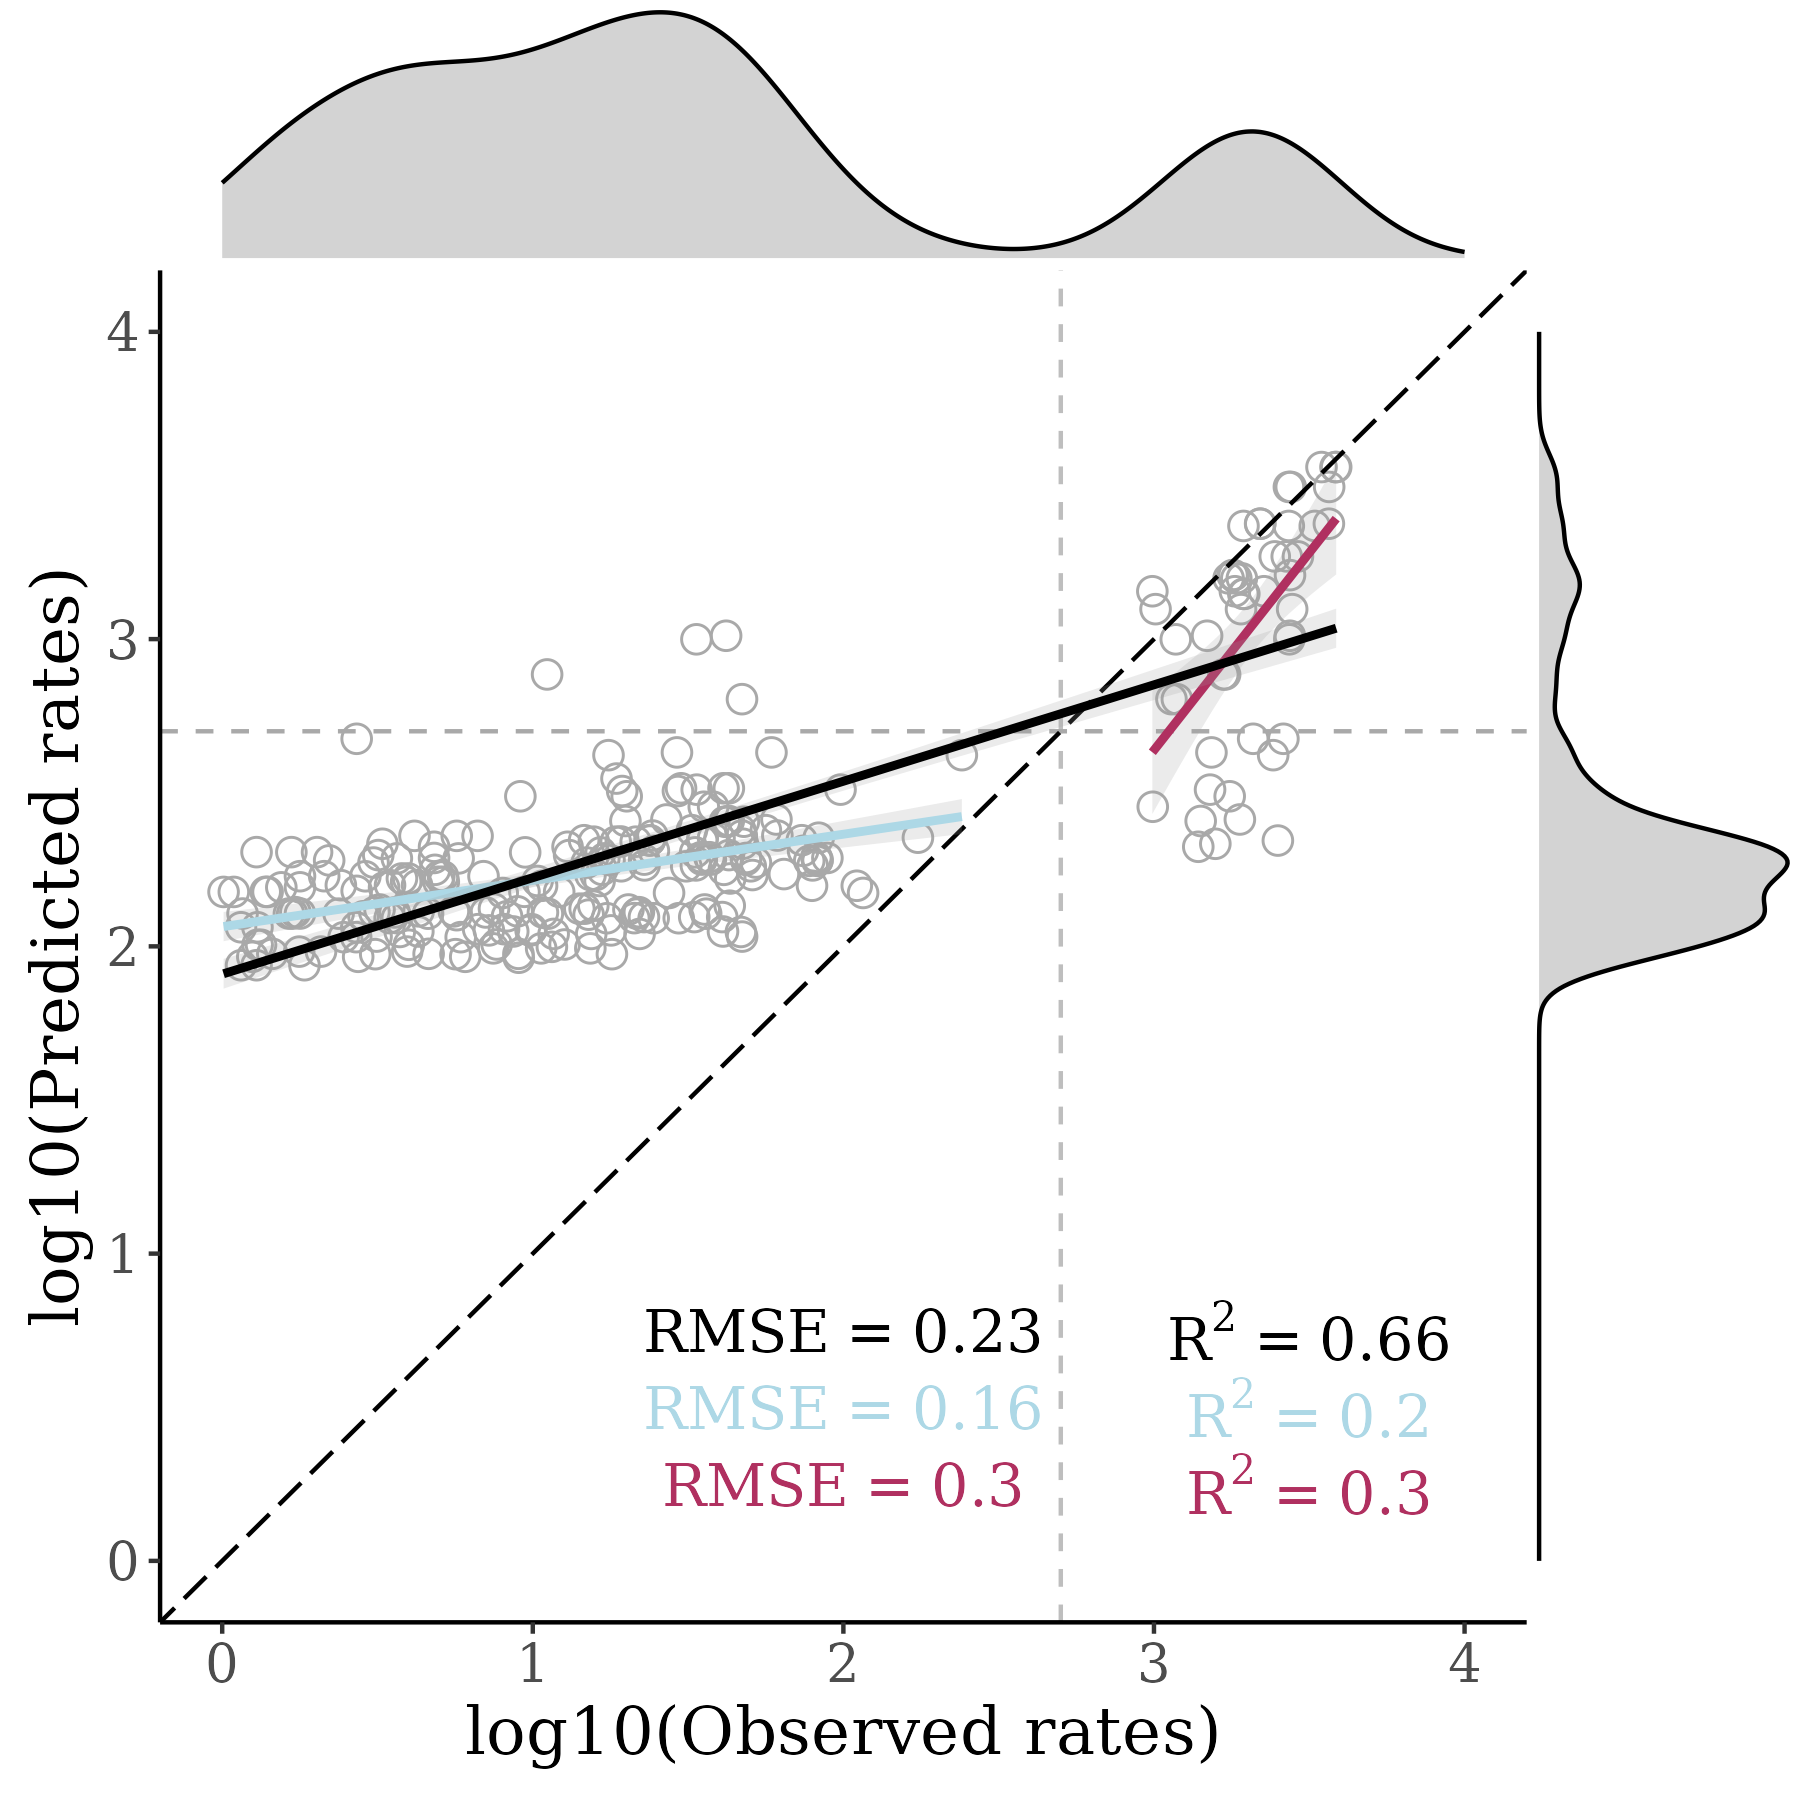 4
3
2
1
0
log10(Predicted rates)
RMSE = 0.23
R² = 0.66
RMSE = 0.16
R² = 0.2
RMSE = 0.3
R² = 0.3
0 1 2 3 4
log10(Observed rates)